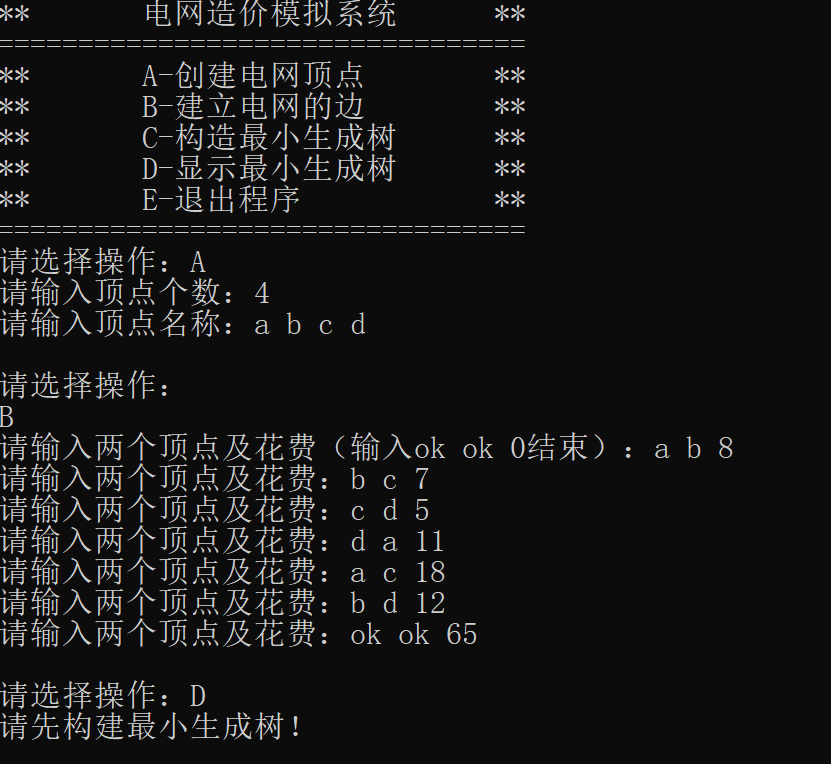 ** 电网造价模拟系统 **
=================================
** A-创建电网顶点 **
** B-建立电网的边 **
** C-构造最小生成树 **
** D-显示最小生成树 **
** E-退出程序 **
=================================
请选择操作：A
请输入顶点个数：4
请输入顶点名称：a b c d
请选择操作：
B
请输入两个顶点及花费（输入ok ok 0结束）：a b 8
请输入两个顶点及花费：b c 7
请输入两个顶点及花费：c d 5
请输入两个顶点及花费：d a 11
请输入两个顶点及花费：a c 18
请输入两个顶点及花费：b d 12
请输入两个顶点及花费：ok ok 65
请选择操作：D
请先构建最小生成树！